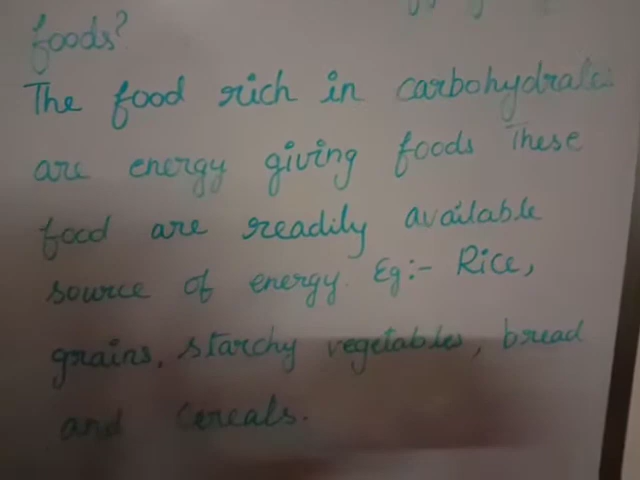 foods?
The food rich in carbohydrates
are energy giving foods These
food are readily available
source of energy. Eg:- Rice,
grains, starchy vegetables, bread
and cereals.